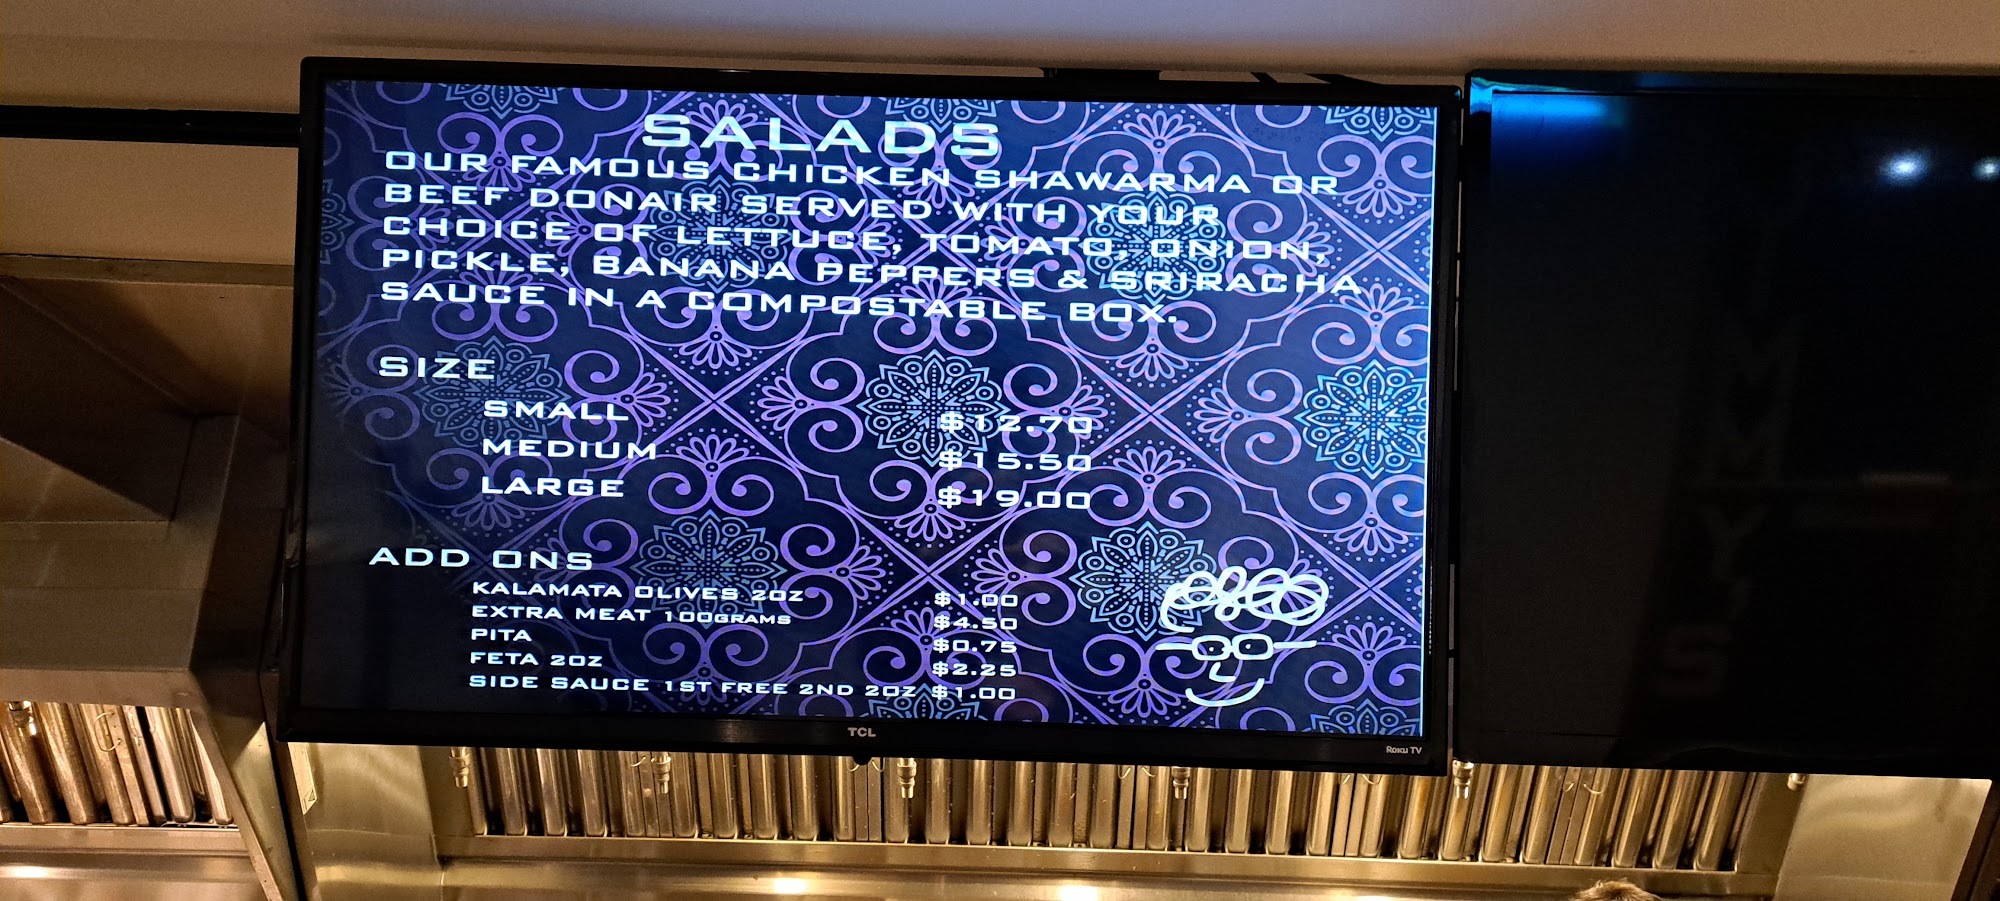 SALADS
OUR FAMOUS CHICKEN SHAWARMA OR
BEEF DONAIR SERVED WITH YOUR
CHOICE OF LETTUCE, TOMATO, ONION,
PICKLE, BANANA PEPPERS & SRIRACHA
SAUCE IN A COMPOSTABLE BOX.
SIZE
SMALL $12.70
MEDIUM $15.50
LARGE $19.00
ADD ONS
KALAMATA OLIVES 2OZ $1.00
EXTRA MEAT 100GRAMS $4.50
PITA $0.75
FETA 2OZ $2.25
SIDE SAUCE 1ST FREE 2ND 2OZ $1.00
TCL
Roku TV